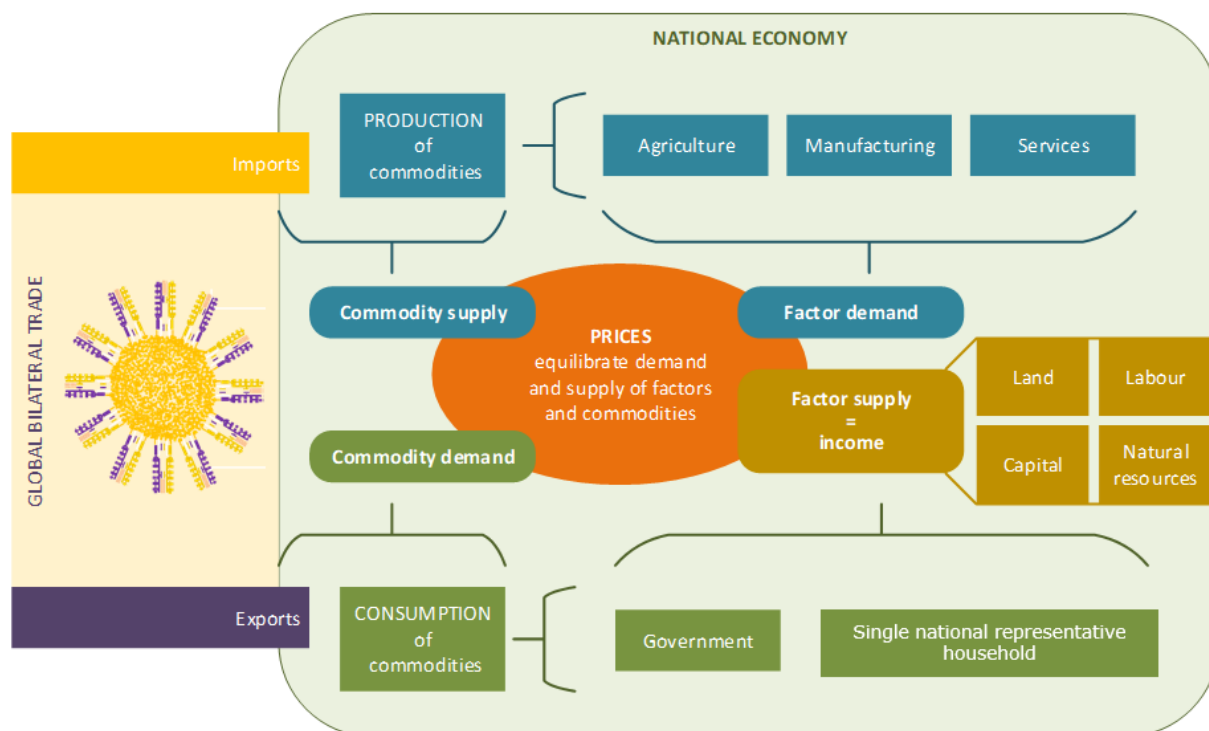 NATIONAL ECONOMY
PRODUCTION
of
commodities
Agriculture
Manufacturing
Services
Imports
GLOBAL BILATERAL TRADE
Commodity supply
Factor demand
PRICES
equilibrate demand
and supply of factors
and commodities
Factor supply
=
income
Land
Labour
Capital
Natural
resources
Commodity demand
Exports
CONSUMPTION
of
commodities
Government
Single national representative
household